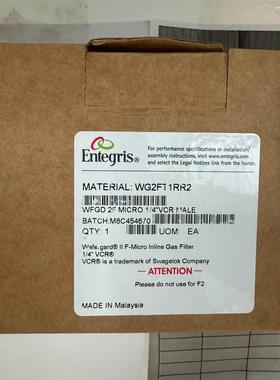 Entegris®
For performance specifications or installation/
assembly instructions, visit www.entegris.com
and select the Legal Notices link from the footer.
MATERIAL: WG2FT1RR2
WFGD 2F MICRO 1/4"VCR MALE
BATCH:M8C454670
QTY: 1 UOM: EA
Wafe.gard® II F-Micro Inline Gas Filter
1/4" VCR®
VCR® is a trademark of Swagelok Company
ATTENTION
Please do not use for F2
MADE IN Malaysia